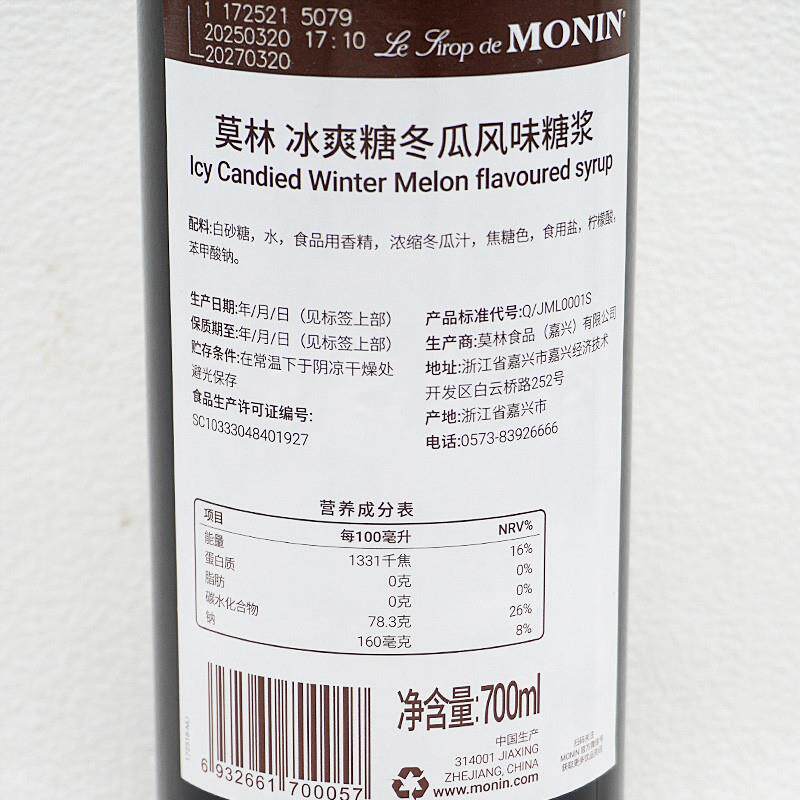 1 172521 5079
20250320 17:10
20270320
Le Sirop de MONIN
莫林 冰爽糖冬瓜风味糖浆
Icy Candied Winter Melon flavoured syrup
配料:白砂糖，水，食品用香精，浓缩冬瓜汁，焦糖色，食用盐，柠檬酸，
苯甲酸钠。
生产日期:年/月/日（见标签上部）
保质期至:年/月/日（见标签上部）
贮存条件:在常温下于阴凉干燥处
避光保存
食品生产许可证编号:
SC10333048401927
产品标准代号:Q/JML0001S
生产商:莫林食品（嘉兴）有限公司
地址:浙江省嘉兴市嘉兴经济技术
开发区白云桥路252号
产地:浙江省嘉兴市
电话:0573-83926666
营养成分表
项目 每100毫升 NRV%
能量 1331千焦 16%
蛋白质 0克 0%
脂肪 0克 0%
碳水化合物 78.3克 26%
钠 160毫克 8%
6 932661 700057
净含量:700ml
中国生产
314001 JIAXING
ZHEJIANG, CHINA
www.monin.com
扫码关注